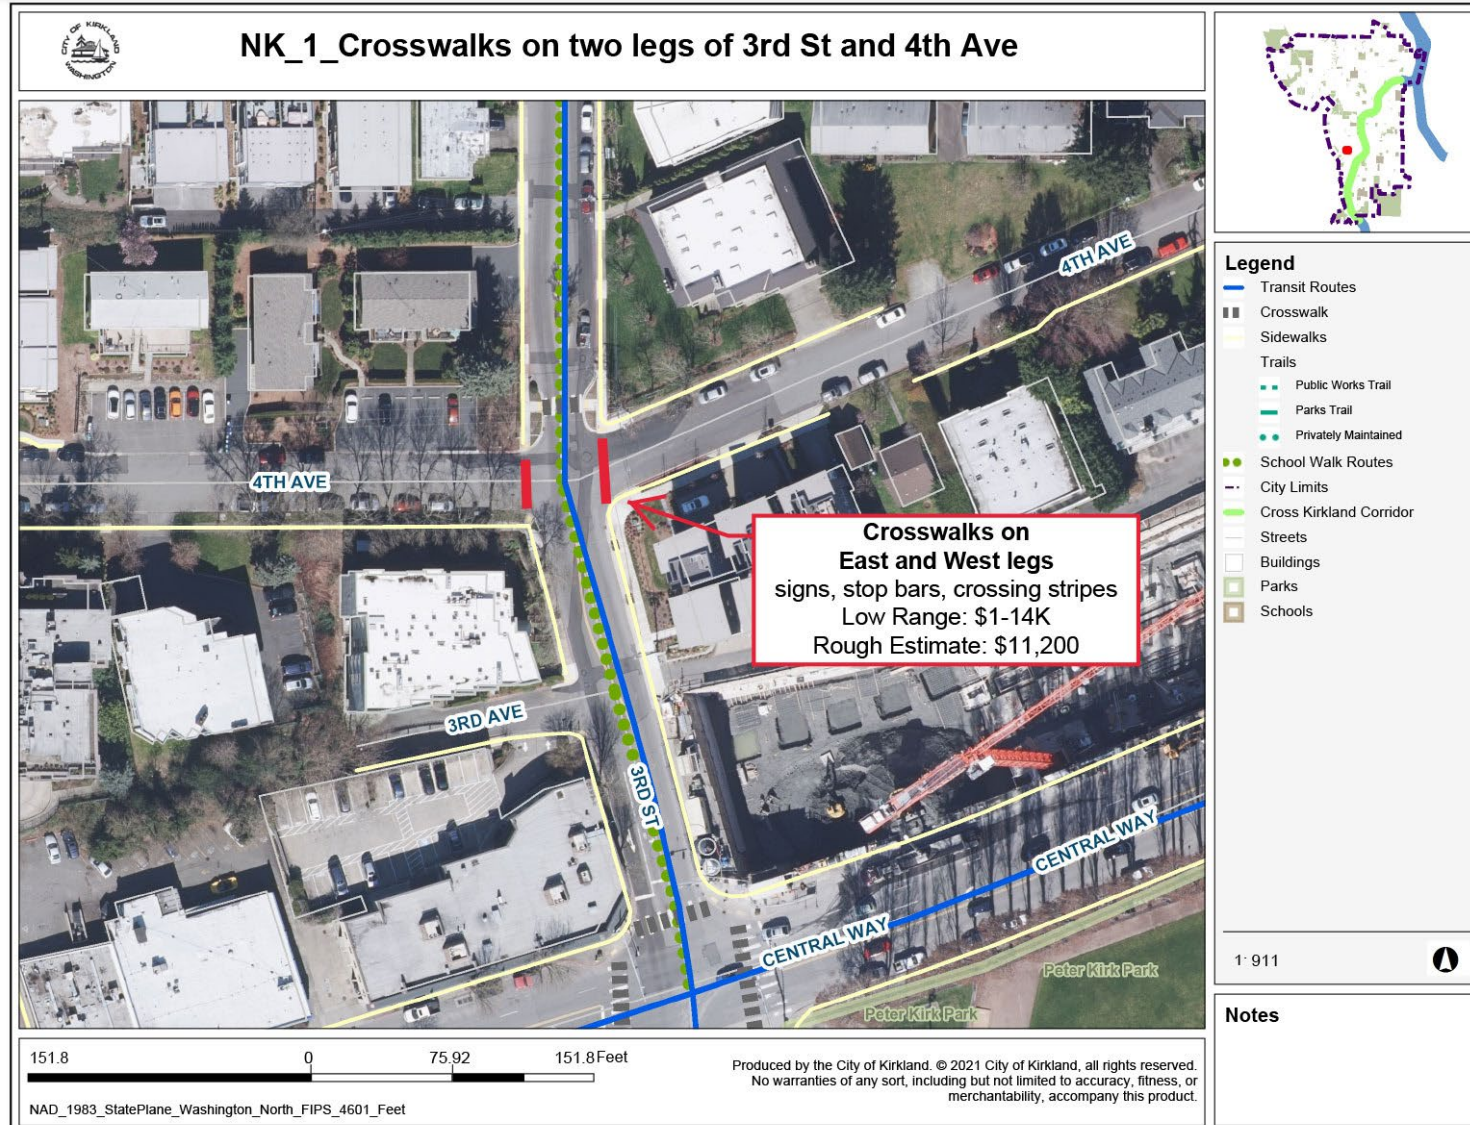 CITY OF KIRKLAND
WASHINGTON
NK_1_Crosswalks on two legs of 3rd St and 4th Ave
4TH AVE
4TH AVE
Crosswalks on
East and West legs
signs, stop bars, crossing stripes
Low Range: $1-14K
Rough Estimate: $11,200
3RD AVE
3RD ST
CENTRAL WAY
CENTRAL WAY
Peter Kirk Park
Peter Kirk Park
Legend
Transit Routes
Crosswalk
Sidewalks
Trails
Public Works Trail
Parks Trail
Privately Maintained
School Walk Routes
City Limits
Cross Kirkland Corridor
Streets
Buildings
Parks
Schools
1: 911
Notes
151.8 0 75.92 151.8 Feet
NAD_1983_StatePlane_Washington_North_FIPS_4601_Feet
Produced by the City of Kirkland. © 2021 City of Kirkland, all rights reserved.
No warranties of any sort, including but not limited to accuracy, fitness, or
merchantability, accompany this product.